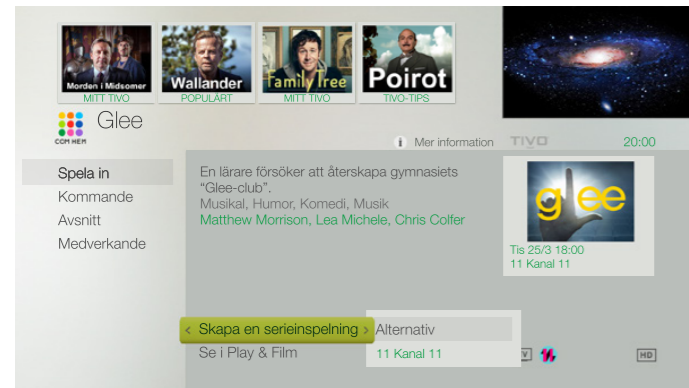 Morden i Midsomer
MITT TIVO
Wallander
POPULÄRT
Family Tree
MITT TIVO
Poirot
TIVO-TIPS
COM HEM
Glee
i Mer information
TIVO
20:00
Spela in
Kommande
Avsnitt
Medverkande
En lärare försöker att återskapa gymnasiets
“Glee-club”.
Musikal, Humor, Komedi, Musik
Matthew Morrison, Lea Michele, Chris Colfer
glee
Tis 25/3 18:00
11 Kanal 11
< Skapa en serieinspelning >
Alternativ
Se i Play & Film
11 Kanal 11
HD